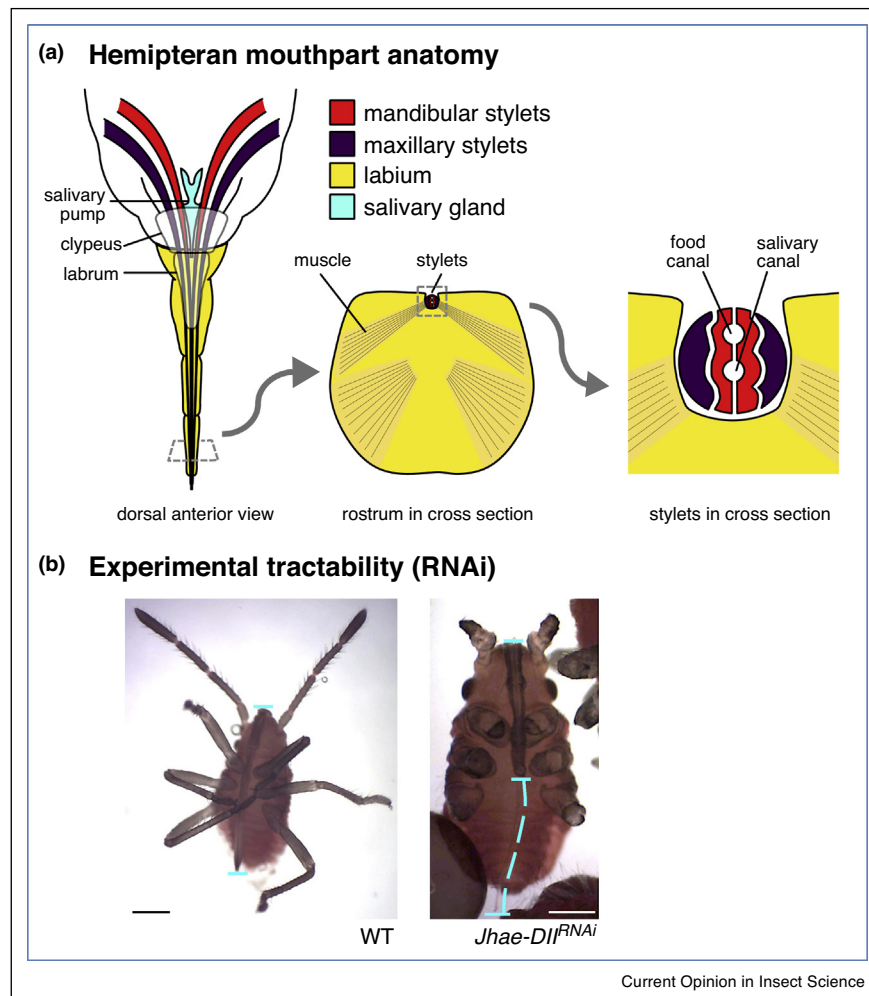 (a) Hemipteran mouthpart anatomy
mandibular stylets
maxillary stylets
labium
salivary gland
salivary
pump
clypeus
labrum
muscle
stylets
food
canal
salivary
canal
dorsal anterior view
rostrum in cross section
stylets in cross section
(b) Experimental tractability (RNAi)
WT
Jhae-Dll^RNAi
Current Opinion in Insect Science